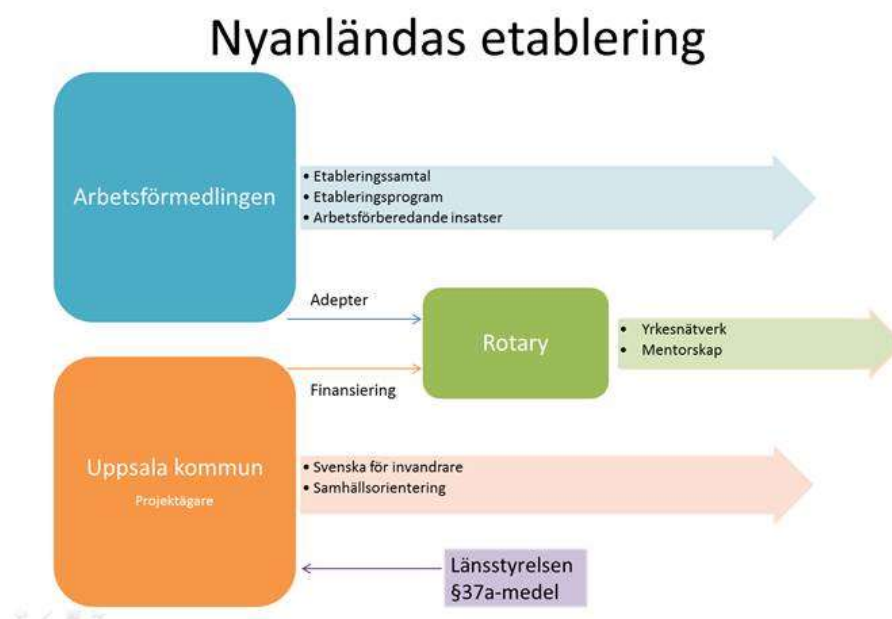 Nyanländas etablering
Arbetsförmedlingen
• Etableringssamtal
• Etableringsprogram
• Arbetsförberedande insatser
Adepter
Rotary
• Yrkesnätverk
• Mentorskap
Finansiering
Uppsala kommun
Projektägare
• Svenska för invandrare
• Samhällsorientering
Länsstyrelsen
§37a-medel